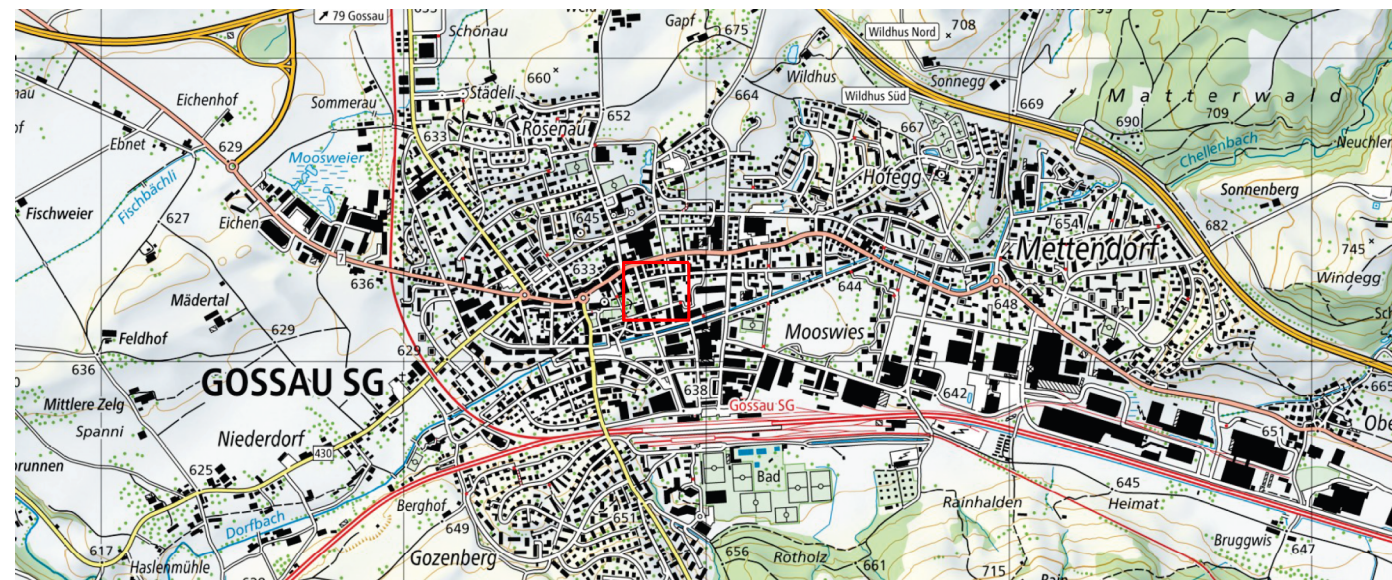 79 Gossau
Schönau
Gapf
675
Wildhus Nord
708
Sonnegg
Wildhus
660
Städeli
Wildhus Süd
664
669
Matterwald
690
709
Eichenhof
Sommerau
633
Rosenau
652
667
Ebnet
629
Moosweier
Chellenbach
Neuchlen
Hofegg
Fischbächli
Sonnenberg
Fischweier
627
Eichen
645
654
682
Mettendorf
745
7
636
633
Windegg
644
648
Mädertal
629
Mooswies
Feldhof
636
629
GOSSAU SG
638
642
665
Mittlere Zelg
Gossau SG
Spanni
Niederdorf
651
430
brunnen
625
Bad
645
Heimat
Rainhalden
Berghof
Dorfbach
649
651
617
Gozenberg
656
Rotholz
661
715
Bruggwis
647
Haslenmühle